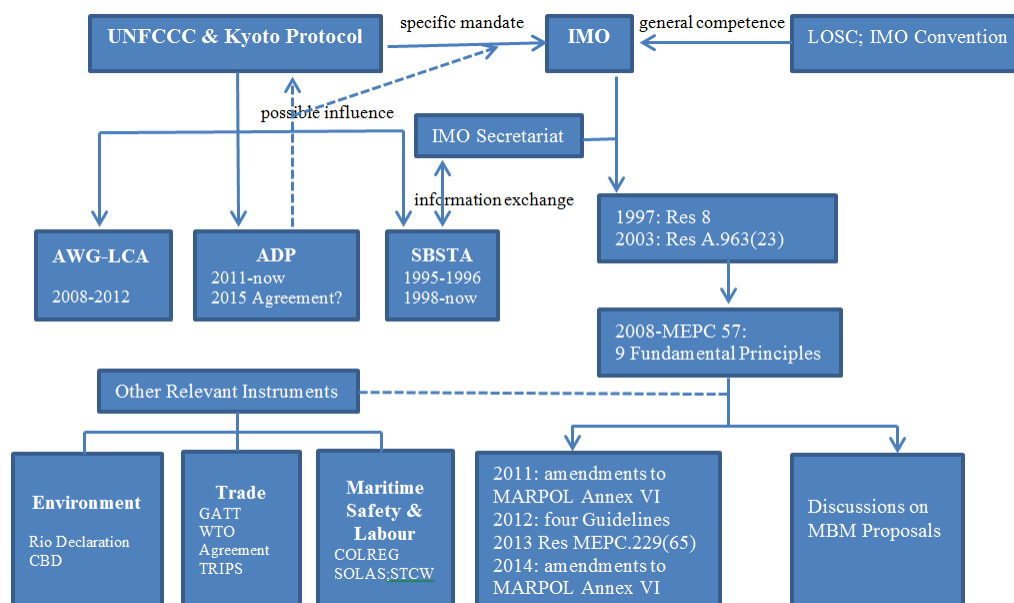 specific mandate
general competence
UNFCCC & Kyoto Protocol
IMO
LOSC; IMO Convention
possible influence
IMO Secretariat
information exchange
1997: Res 8
2003: Res A.963(23)
AWG-LCA
2008-2012
ADP
2011-now
2015 Agreement?
SBSTA
1995-1996
1998-now
2008-MEPC 57:
9 Fundamental Principles
Other Relevant Instruments
Environment
Rio Declaration
CBD
Trade
GATT
WTO
Agreement
TRIPS
Maritime
Safety &
Labour
COLREG
SOLAS;STCW
2011: amendments to
MARPOL Annex VI
2012: four Guidelines
2013 Res MEPC.229(65)
2014: amendments to
MARPOL Annex VI
Discussions on
MBM Proposals